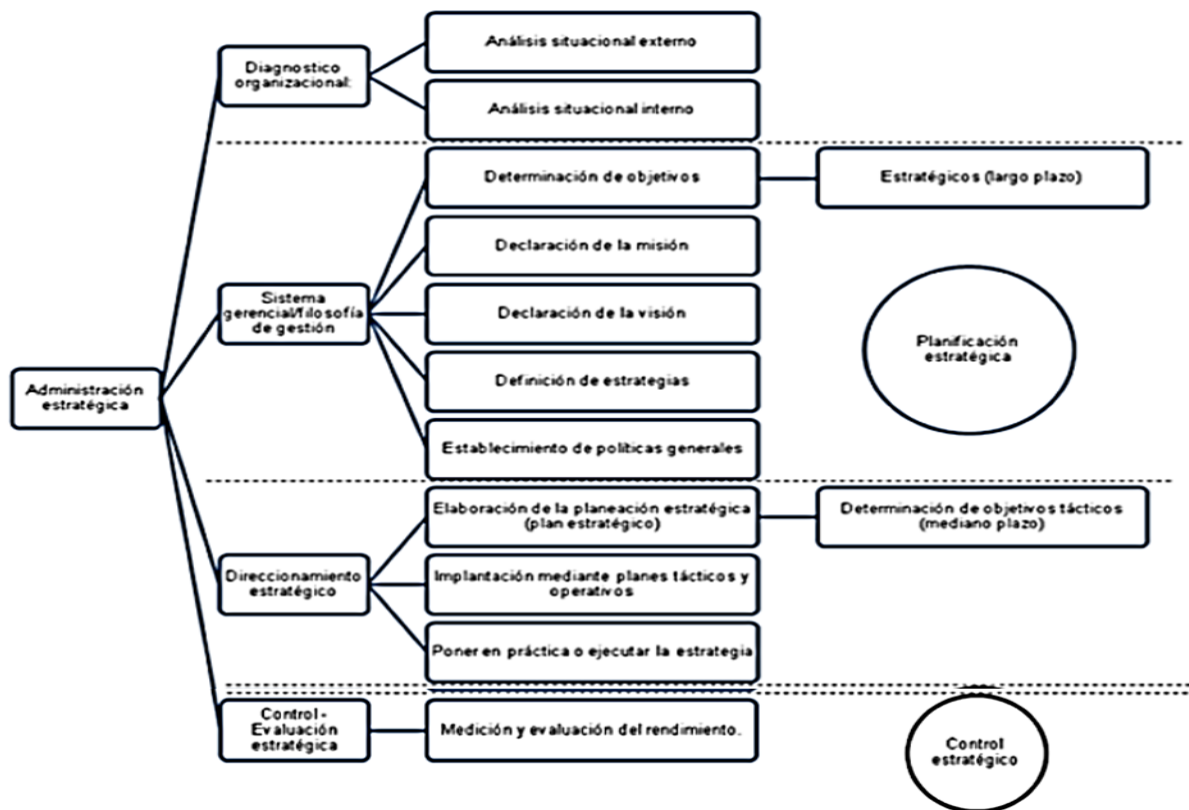 Análisis situacional externo
Diagnostico
organizacional:
Análisis situacional interno
Determinación de objetivos
Estratégicos (largo plazo)
Declaración de la misión
Sistema
gerencial/filosofía
de gestión
Declaración de la visión
Planificación
estratégica
Definición de estrategias
Administración
estratégica
Establecimiento de políticas generales
Elaboración de la planeación estratégica
(plan estratégico)
Determinación de objetivos tácticos
(mediano plazo)
Direccionamiento
estratégico
Implantación mediante planes tácticos y
operativos
Poner en práctica o ejecutar la estrategia
Control -
Evaluación
estratégica
Medición y evaluación del rendimiento.
Control
estratégico